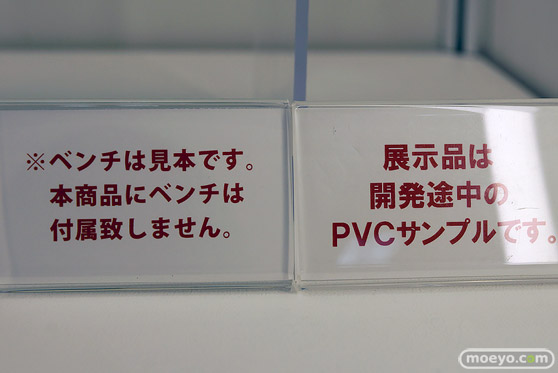 ※ベンチは見本です。
本商品にベンチは
付属致しません。
展示品は
開発途中の
PVCサンプルです。
moeyo.com